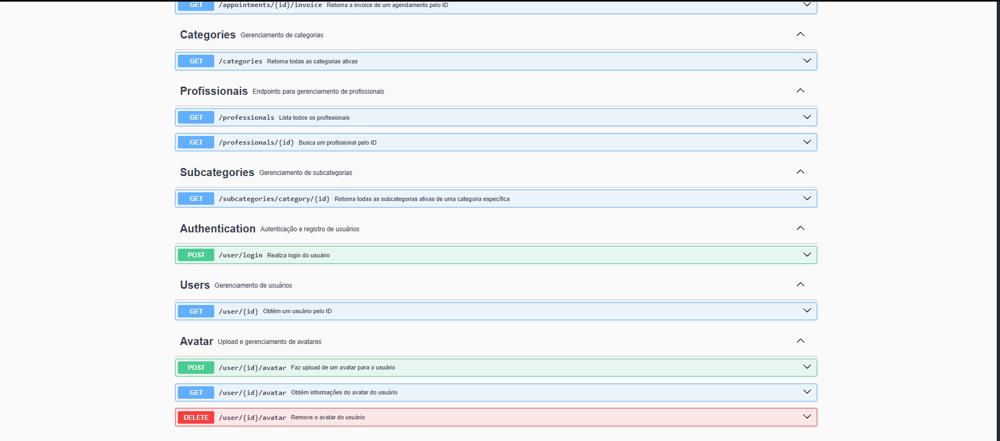 GET /appointments/{id}/invoice Retorna a invoice de um agendamento pelo ID
Categories Gerenciamento de categorias
GET /categories Retorna todas as categorias ativas
Profissionais Endpoints para gerenciamento de profissionais
GET /professionals Lista todos os profissionais
GET /professionals/{id} Busca um profissional pelo ID
Subcategories Gerenciamento de subcategorias
GET /subcategories/category/{id} Retorna todas as subcategorias ativas de uma categoria específica
Authentication Autenticação e registro de usuários
POST /user/login Realiza login do usuário
Users Gerenciamento de usuários
GET /user/{id} Obtém um usuário pelo ID
Avatar Upload e gerenciamento de avatares
POST /user/{id}/avatar Faz upload de um avatar para o usuário
GET /user/{id}/avatar Obtém informações do avatar do usuário
DELETE /user/{id}/avatar Remove o avatar do usuário